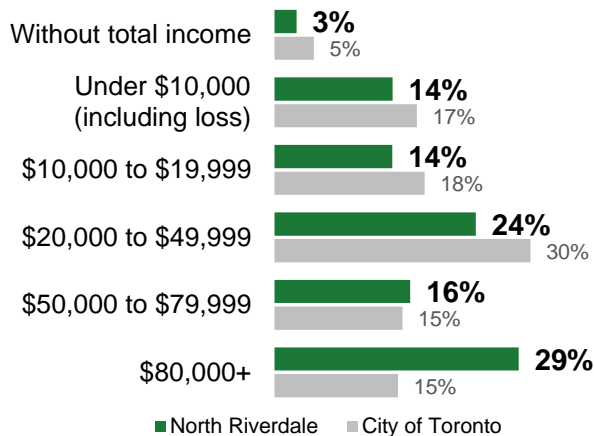 Without total income
3%
5%
Under $10,000
(including loss)
14%
17%
$10,000 to $19,999
14%
18%
$20,000 to $49,999
24%
30%
$50,000 to $79,999
16%
15%
$80,000+
29%
15%
North Riverdale City of Toronto